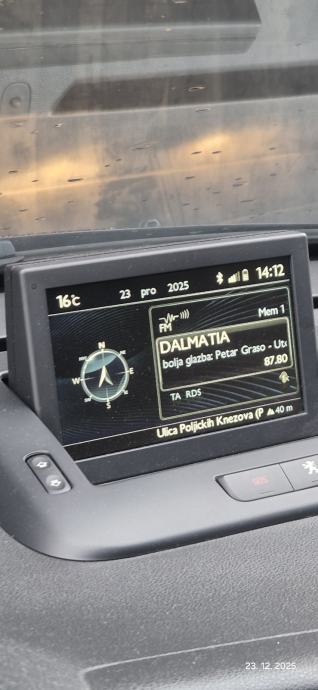 16°C 23 pro 2025 14:12
FM Mem 1
DALMATIA
bolja glazba: Petar Graso - Ut
87.80
TA RDS
N
W E
S
Ulica Poljičkih Knezova (P 40 m
SOS
23. 12. 2025